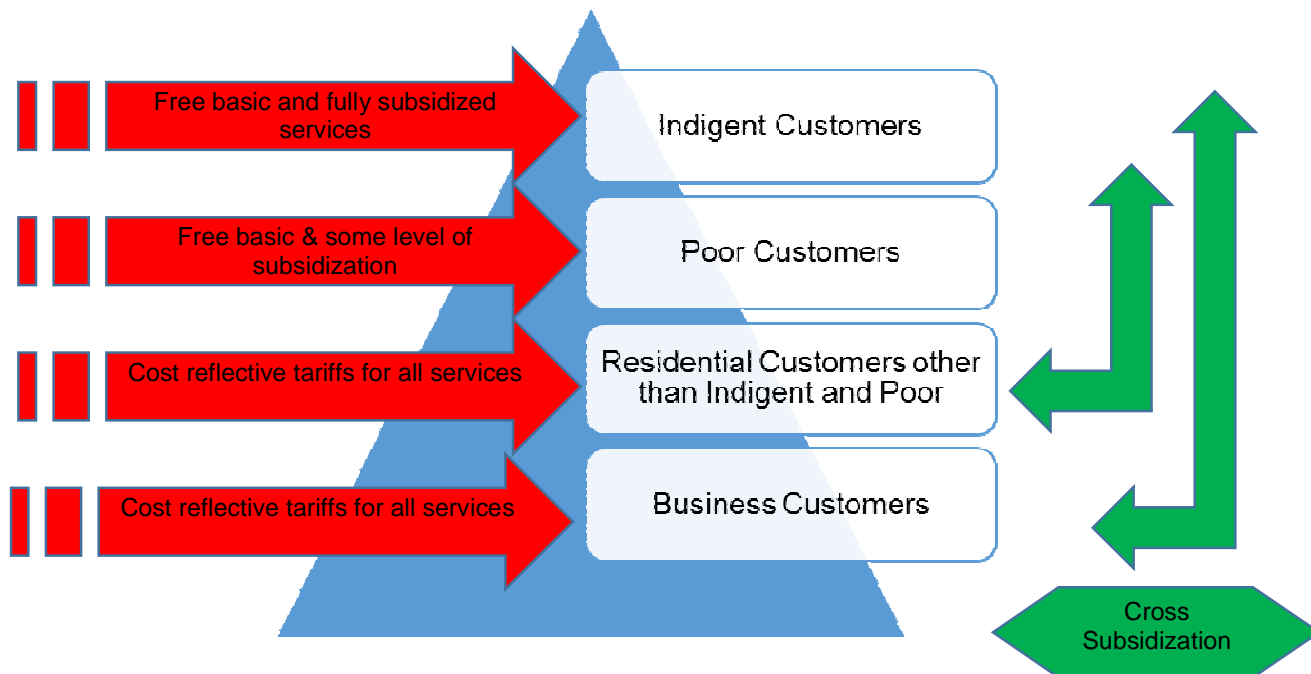 Free basic and fully subsidized
services
Indigent Customers
Free basic & some level of
subsidization
Poor Customers
Cost reflective tariffs for all services
Residential Customers other
than Indigent and Poor
Cost reflective tariffs for all services
Business Customers
Cross
Subsidization